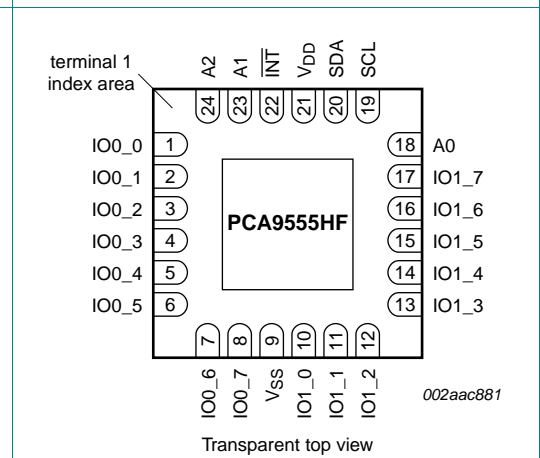 terminal 1
index area
A2
A1
INT
VDD
SDA
SCL
24
23
22
21
20
19
IO0_0 1
IO0_1 2
IO0_2 3
IO0_3 4
IO0_4 5
IO0_5 6
PCA9555HF
18 A0
17 IO1_7
16 IO1_6
15 IO1_5
14 IO1_4
13 IO1_3
7
8
9
10
11
12
IO0_6
IO0_7
VSS
IO1_0
IO1_1
IO1_2
002aac881
Transparent top view